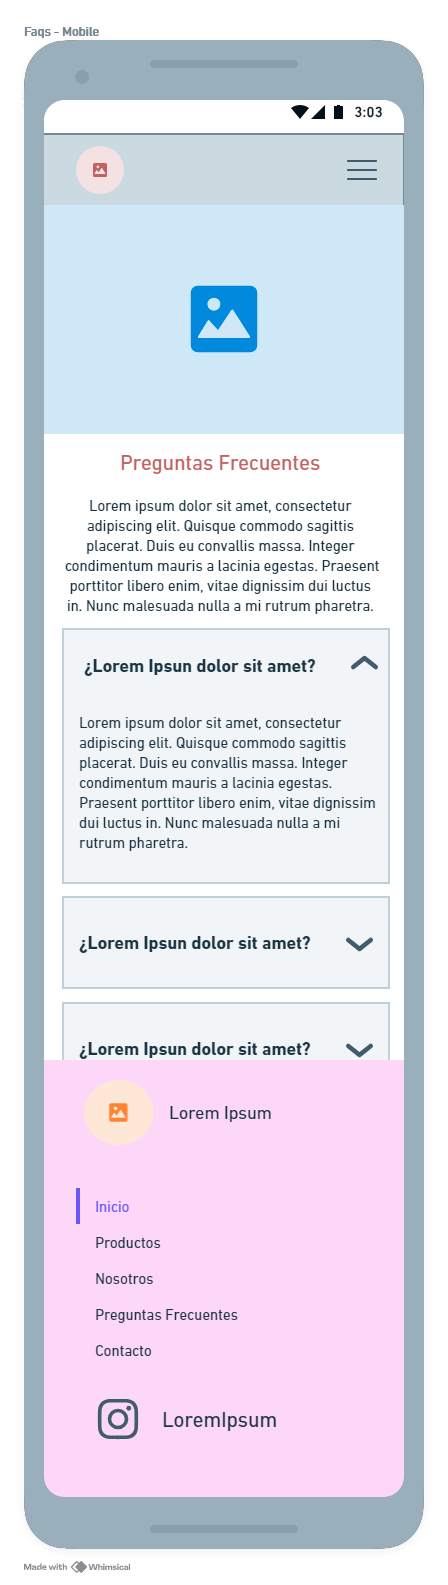 Faqs - Mobile
3:03
Preguntas Frecuentes
Lorem ipsum dolor sit amet, consectetur
adipiscing elit. Quisque commodo sagittis
placerat. Duis eu convallis massa. Integer
condimentum mauris a lacinia egestas. Praesent
porttitor libero enim, vitae dignissim dui luctus
in. Nunc malesuada nulla a mi rutrum pharetra.
¿Lorem Ipsun dolor sit amet?
Lorem ipsum dolor sit amet, consectetur
adipiscing elit. Quisque commodo sagittis
placerat. Duis eu convallis massa. Integer
condimentum mauris a lacinia egestas.
Praesent porttitor libero enim, vitae dignissim
dui luctus in. Nunc malesuada nulla a mi
rutrum pharetra.
¿Lorem Ipsun dolor sit amet?
¿Lorem Ipsun dolor sit amet?
Lorem Ipsum
Inicio
Productos
Nosotros
Preguntas Frecuentes
Contacto
LoremIpsum
Made with Whimsical